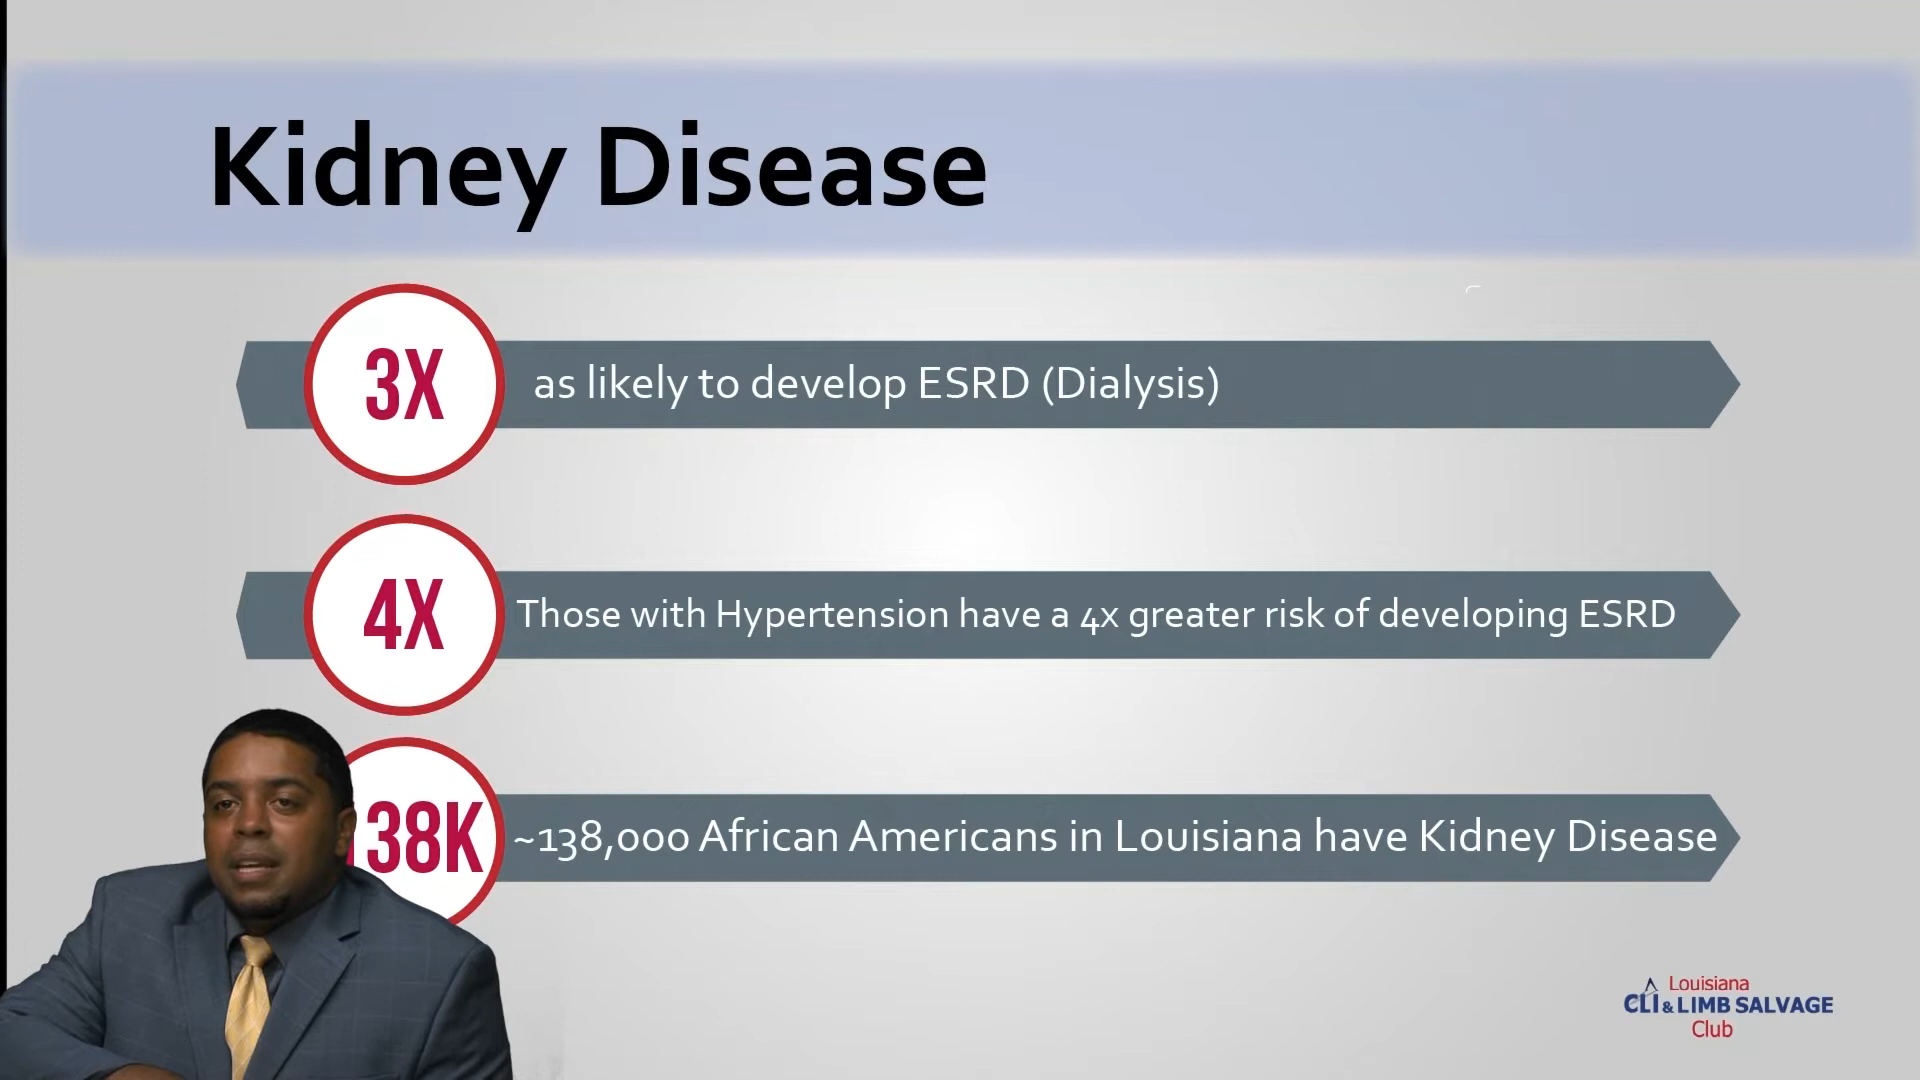 Kidney Disease
3X
as likely to develop ESRD (Dialysis)
4X
Those with Hypertension have a 4x greater risk of developing ESRD
138K
~138,000 African Americans in Louisiana have Kidney Disease
Louisiana
CLI & LIMB SALVAGE
Club